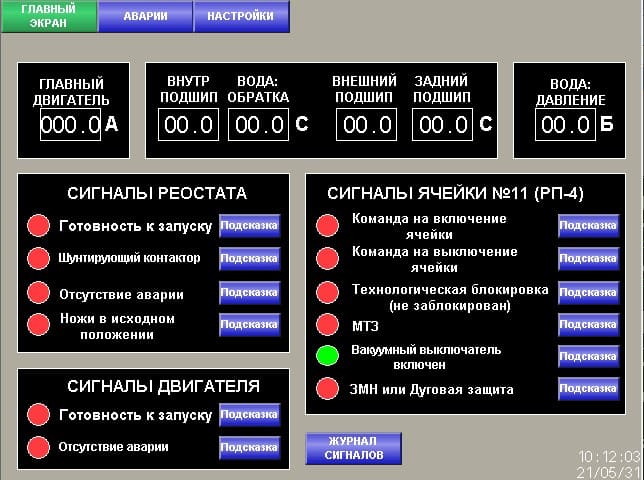 ГЛАВНЫЙ
ЭКРАН
АВАРИИ
НАСТРОЙКИ
ГЛАВНЫЙ
ДВИГАТЕЛЬ
000.0 А
ВНУТР
ПОДШИП
00.0
ВОДА:
ОБРАТКА
00.0 С
ВНЕШНИЙ
ПОДШИП
00.0
ЗАДНИЙ
ПОДШИП
00.0 С
ВОДА:
ДАВЛЕНИЕ
00.0 Б
СИГНАЛЫ РЕОСТАТА
Готовность к запуску Подсказка
Шунтирующий контактор Подсказка
Отсутствие аварии Подсказка
Ножи в исходном
положении
Подсказка
СИГНАЛЫ ДВИГАТЕЛЯ
Готовность к запуску Подсказка
Отсутствие аварии Подсказка
СИГНАЛЫ ЯЧЕЙКИ №11 (РП-4)
Команда на включение
ячейки
Подсказка
Команда на выключение
ячейки
Подсказка
Технологическая блокировка
(не заблокирован)
Подсказка
МТЗ Подсказка
Вакуумный выключатель
включен
Подсказка
ЗМН или Дуговая защита Подсказка
ЖУРНАЛ
СИГНАЛОВ
10:12:03
21/05/31